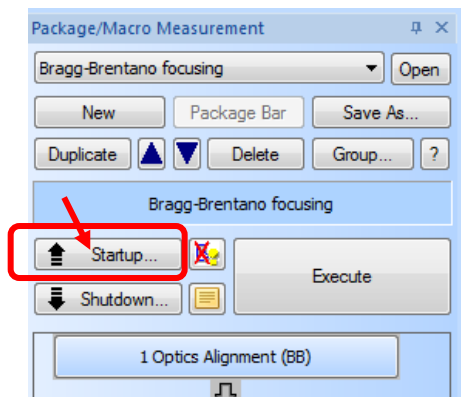 Package/Macro Measurement
Bragg-Brentano focusing Open
New Package Bar Save As...
Duplicate Delete Group... ?
Bragg-Brentano focusing
Startup...
Execute
Shutdown...
1 Optics Alignment (BB)